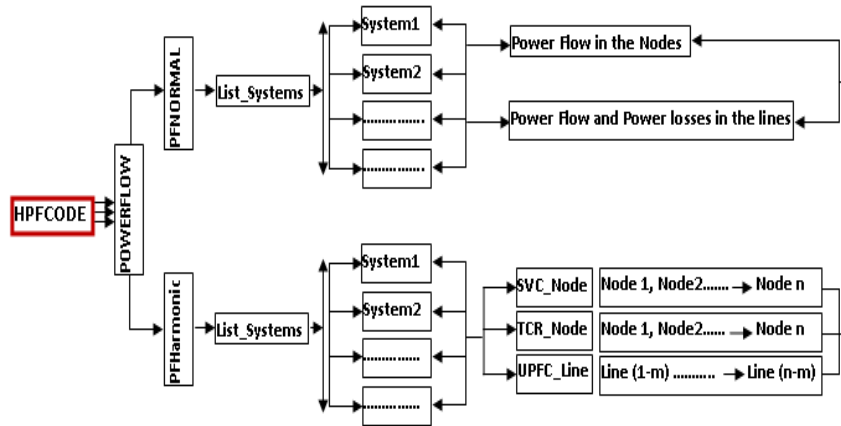 HPFCODE
POWERFLOW
PFNORMAL
List_Systems
System1
System2
...............
...............
Power Flow in the Nodes
Power Flow and Power losses in the lines
PFHarmonic
List_Systems
System1
System2
...............
...............
SVC_Node
Node 1, Node2....... → Node n
TCR_Node
Node 1, Node2...... → Node n
UPFC_Line
Line (1-m) ........... → Line (n-m)